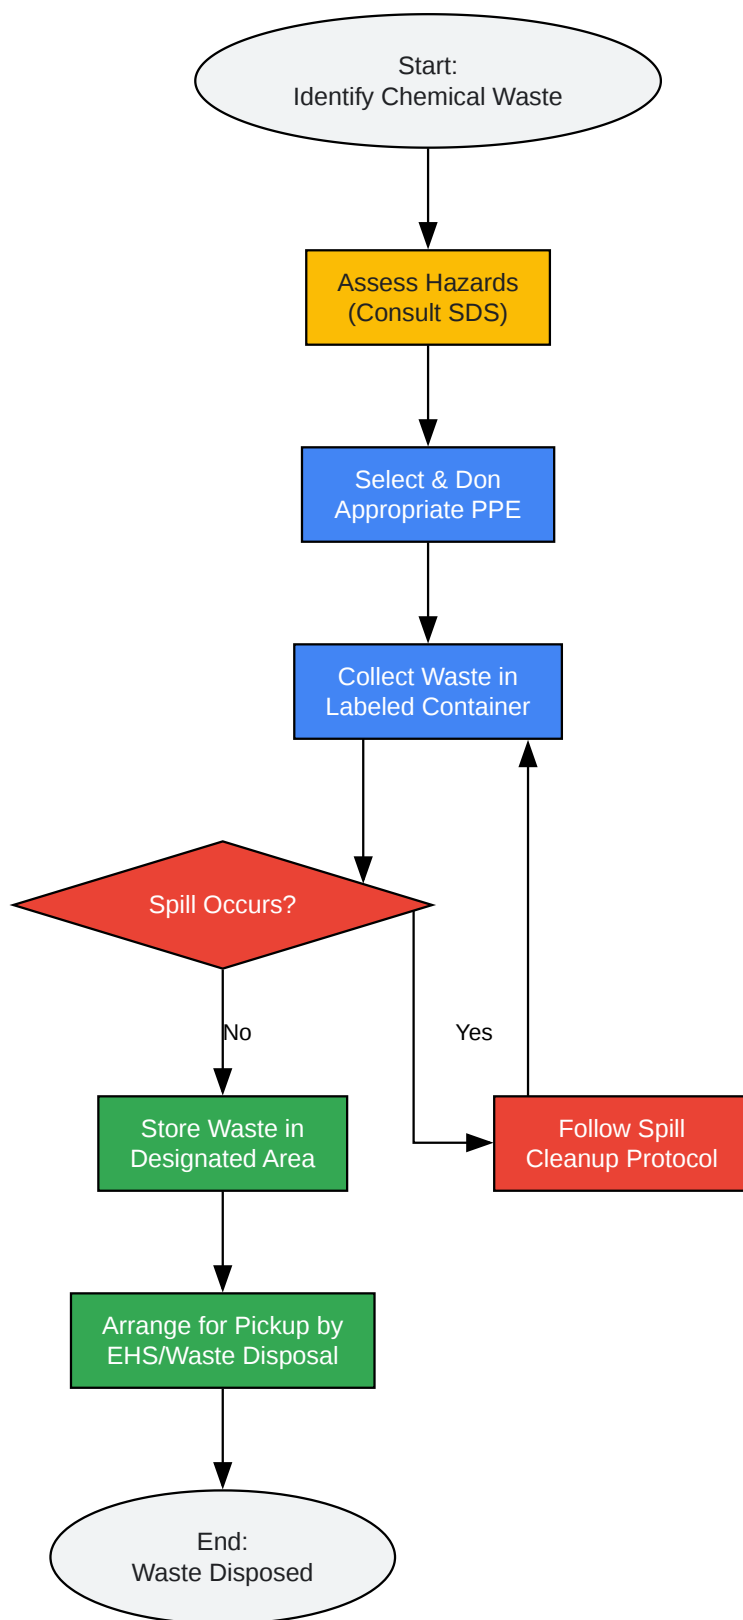 Start:
Identify Chemical Waste
Assess Hazards
(Consult SDS)
Select & Don
Appropriate PPE
Collect Waste in
Labeled Container
Spill Occurs?
No
Yes
Store Waste in
Designated Area
Follow Spill
Cleanup Protocol
Arrange for Pickup by
EHS/Waste Disposal
End:
Waste Disposed